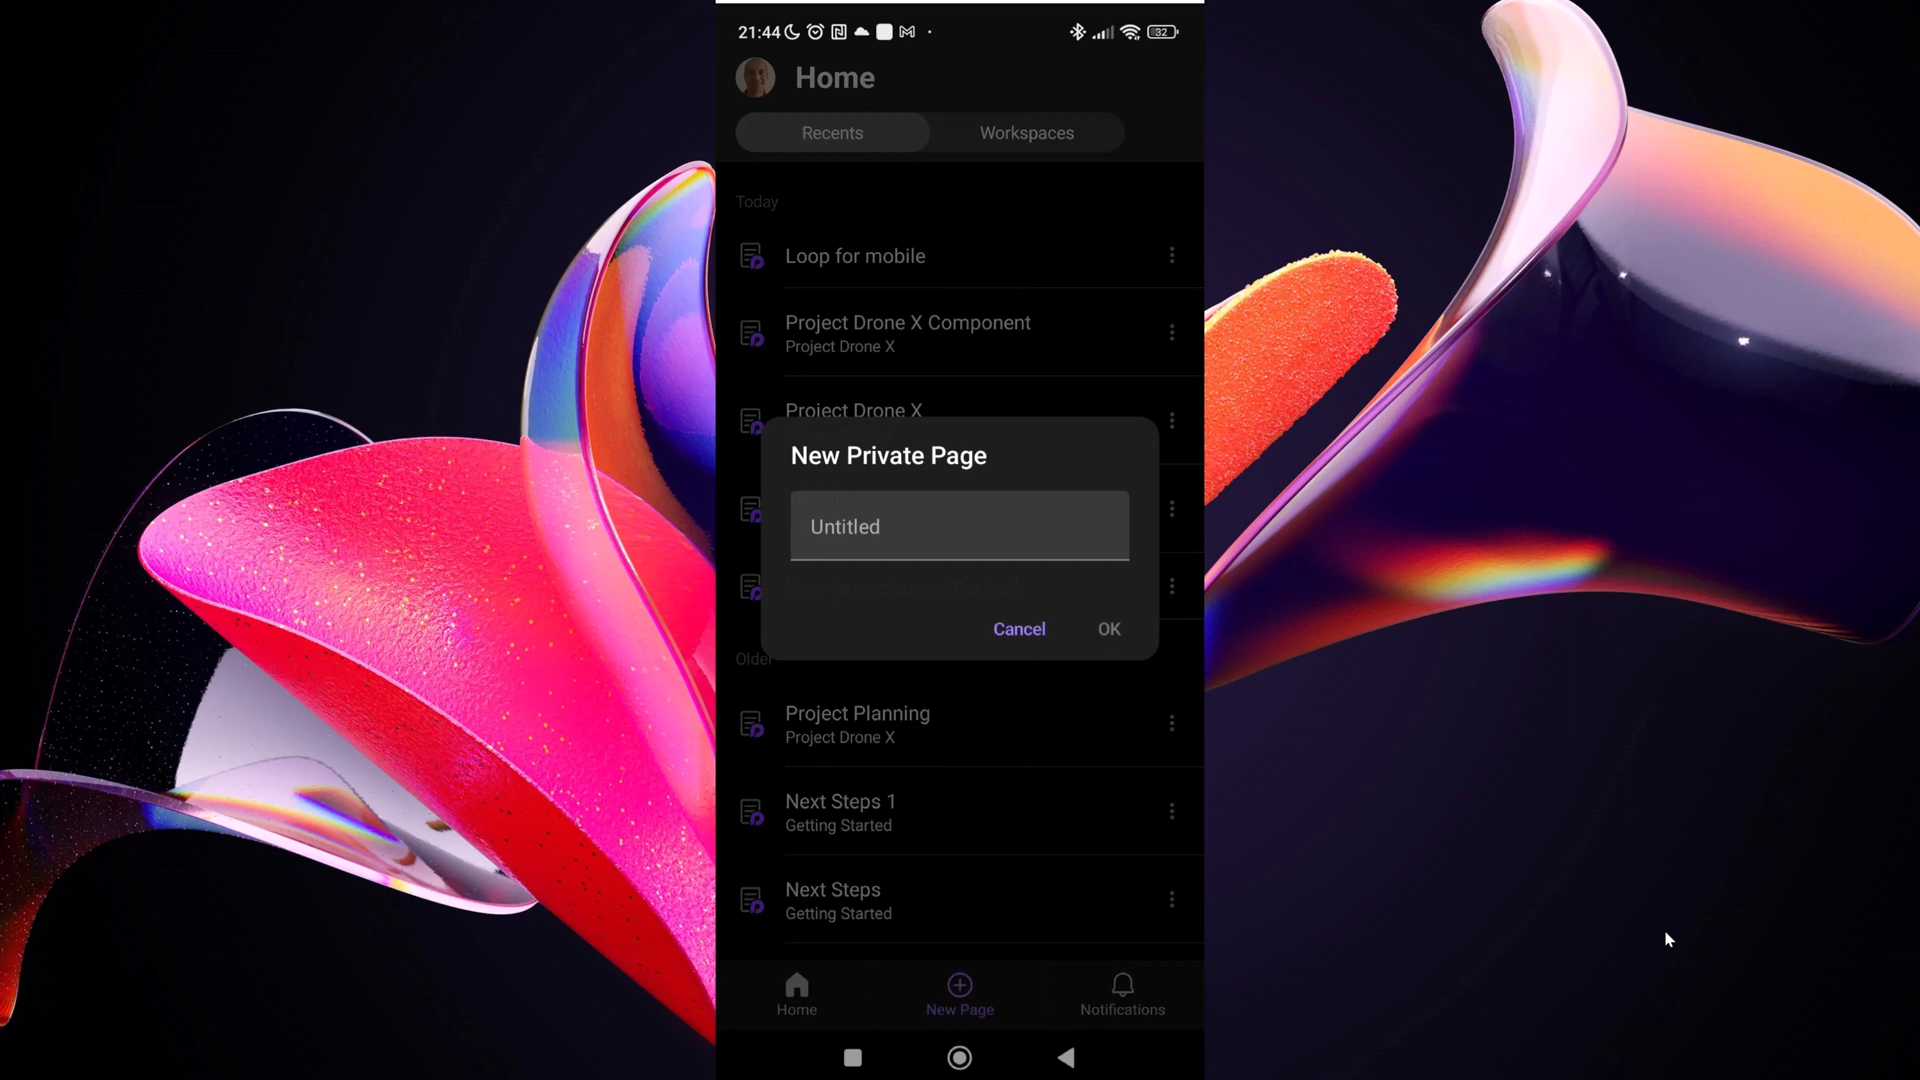 21:44
32
Home
Recents
Workspaces
Today
Loop for mobile
Project Drone X Component
Project Drone X
Project Drone X
New Private Page
Untitled
Cancel
OK
Older
Project Planning
Project Drone X
Next Steps 1
Getting Started
Next Steps
Getting Started
Home
New Page
Notifications